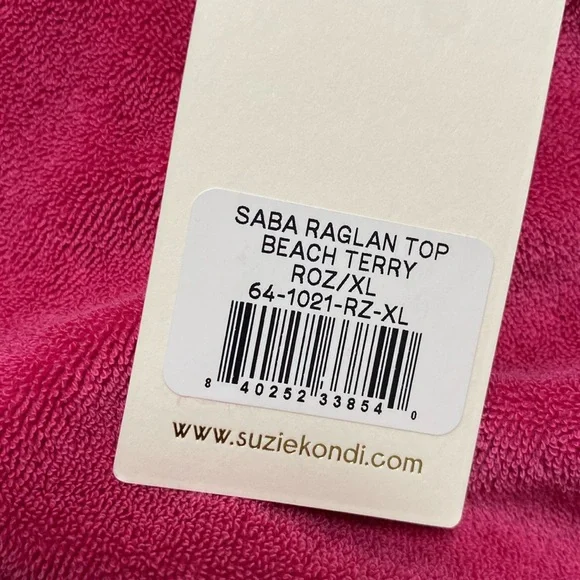 SABA RAGLAN TOP
BEACH TERRY
ROZ/XL
64-1021-RZ-XL
8 40252 33854 0
www.suziekondi.com